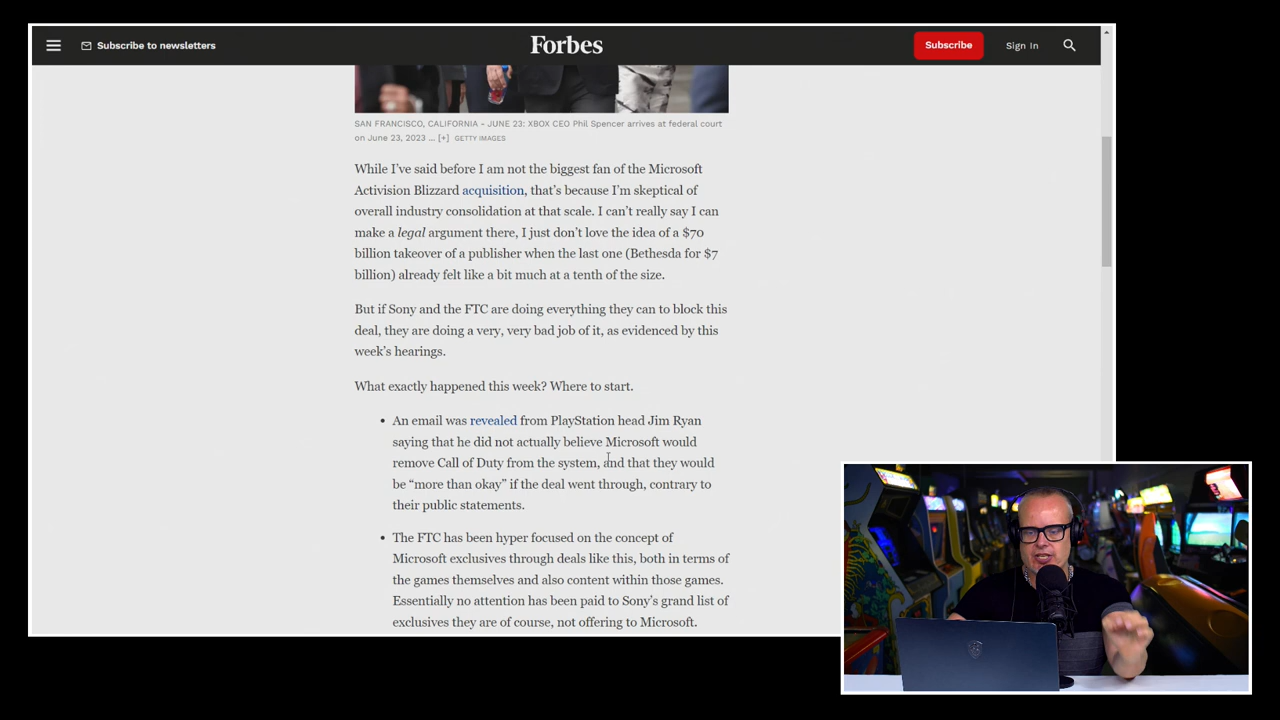 Subscribe to newsletters
Forbes
Subscribe
Sign In
SAN FRANCISCO, CALIFORNIA - JUNE 23: XBOX CEO Phil Spencer arrives at federal court
on June 23, 2023 ... [+] GETTY IMAGES
While I’ve said before I am not the biggest fan of the Microsoft
Activision Blizzard acquisition, that’s because I’m skeptical of
overall industry consolidation at that scale. I can’t really say I can
make a legal argument there, I just don’t love the idea of a $70
billion takeover of a publisher when the last one (Bethesda for $7
billion) already felt like a bit much at a tenth of the size.
But if Sony and the FTC are doing everything they can to block this
deal, they are doing a very, very bad job of it, as evidenced by this
week’s hearings.
What exactly happened this week? Where to start.
• An email was revealed from PlayStation head Jim Ryan
saying that he did not actually believe Microsoft would
remove Call of Duty from the system, and that they would
be “more than okay” if the deal went through, contrary to
their public statements.
• The FTC has been hyper focused on the concept of
Microsoft exclusives through deals like this, both in terms of
the games themselves and also content within those games.
Essentially no attention has been paid to Sony’s grand list of
exclusives they are of course, not offering to Microsoft.